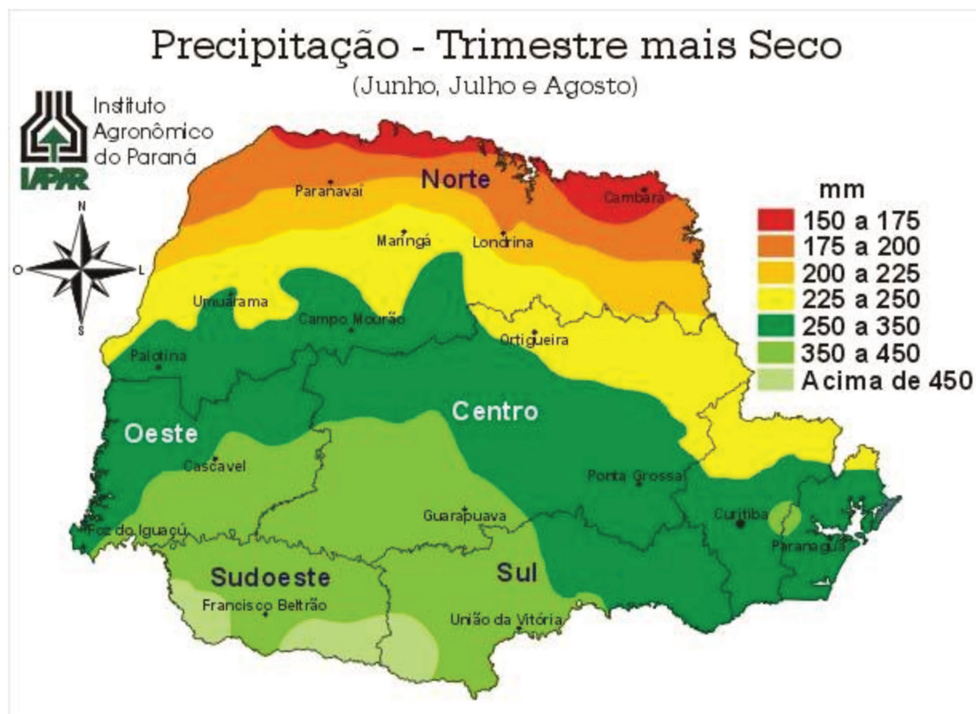 Precipitação - Trimestre mais Seco
(Junho, Julho e Agosto)
Instituto
Agronômico
do Paraná
IAPAR
N
O
L
S
mm
150 a 175
175 a 200
200 a 225
225 a 250
250 a 350
350 a 450
Acima de 450
Norte
Paranavaí
Cambará
Maringá
Londrina
Umuarama
Campo Mourão
Ortigueira
Palotina
Centro
Oeste
Cascavel
Ponta Grossa
Guarapuava
Curitiba
Foz do Iguaçú
Paranaguá
Sudoeste
Sul
Francisco Beltrão
União da Vitória